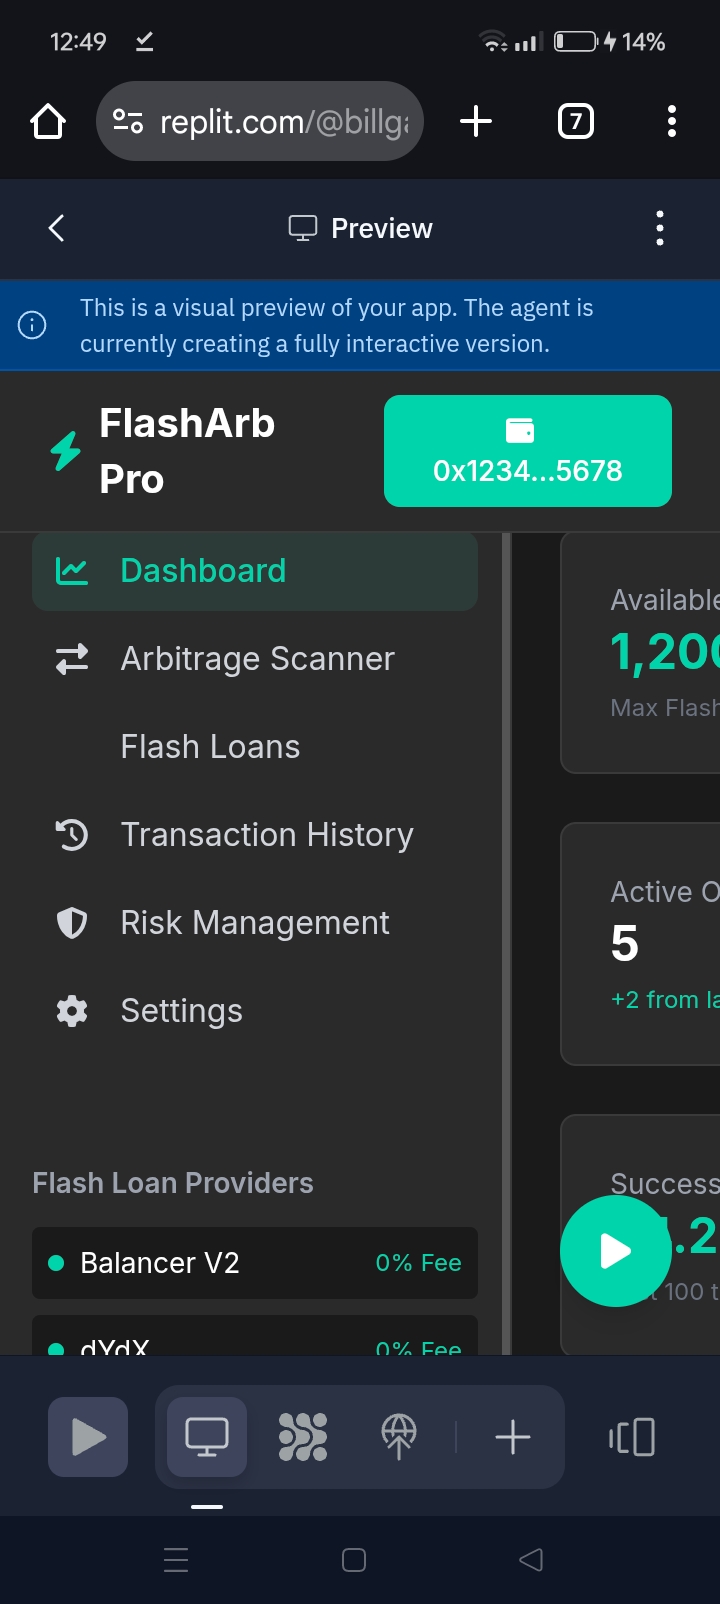 12:49
14%
replit.com/@billg
7
Preview
This is a visual preview of your app. The agent is
currently creating a fully interactive version.
FlashArb
Pro
0x1234...5678
Dashboard
Arbitrage Scanner
Flash Loans
Transaction History
Risk Management
Settings
Flash Loan Providers
Balancer V2
0% Fee
dYdX
0% Fee
Available
1,200
Max Flash
Active O
5
+2 from la
Success
.2
100 t